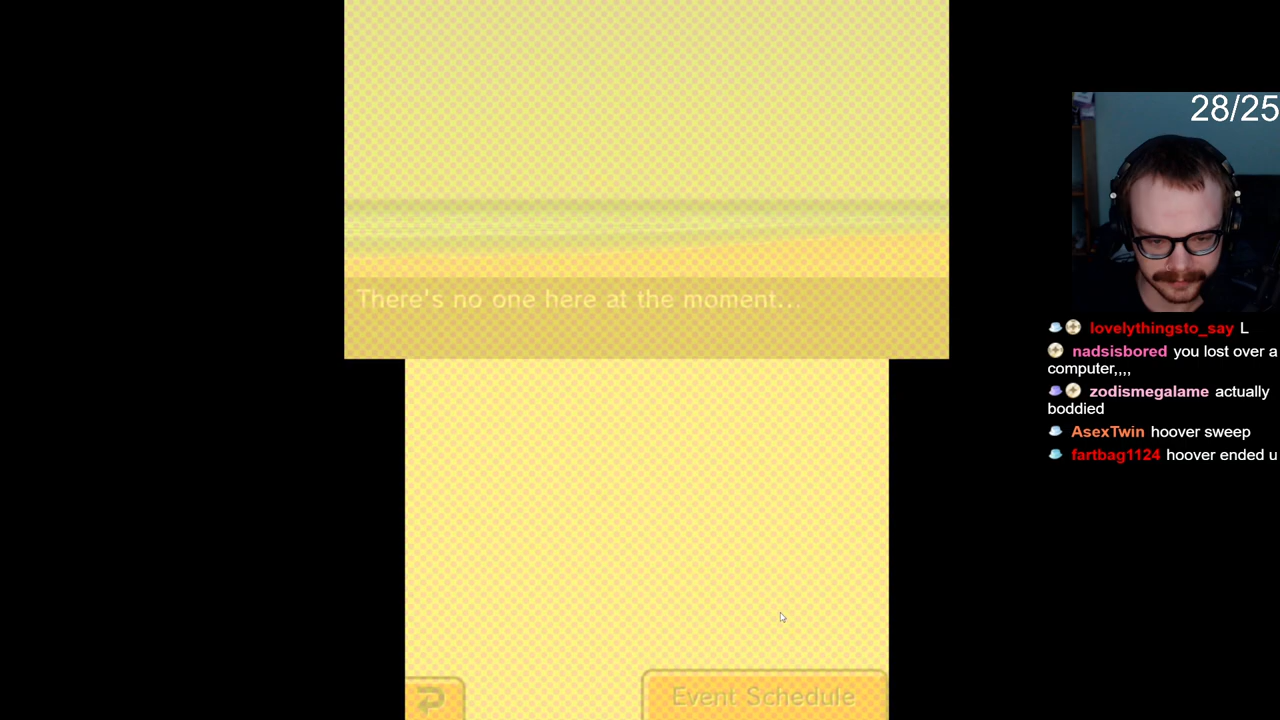 There's no one here at the moment...
Event Schedule
28/25
lovelythingsto_say L
nadsisbored you lost over a
computer,,,,
zodismegalame actually
boddied
AsexTwin hoover sweep
fartbag1124 hoover ended u